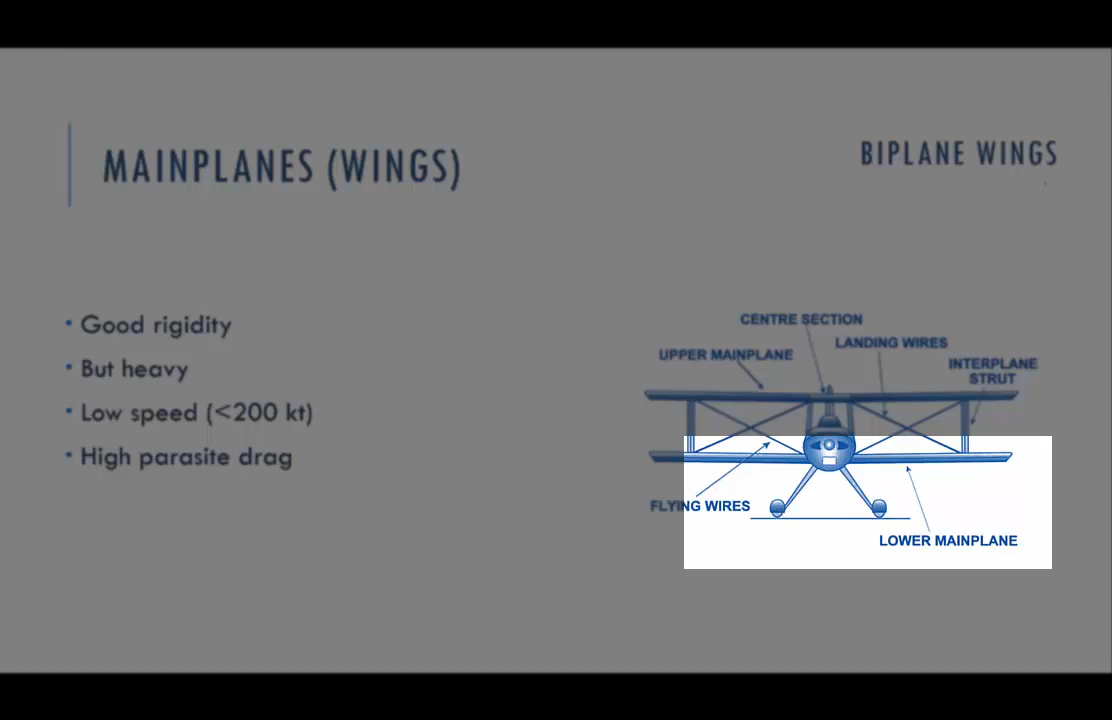 MAINPLANES (WINGS)
BIPLANE WINGS
• Good rigidity
• But heavy
• Low speed (<200 kt)
• High parasite drag
CENTRE SECTION
LANDING WIRES
UPPER MAINPLANE
INTERPLANE
STRUT
FLYING WIRES
LOWER MAINPLANE